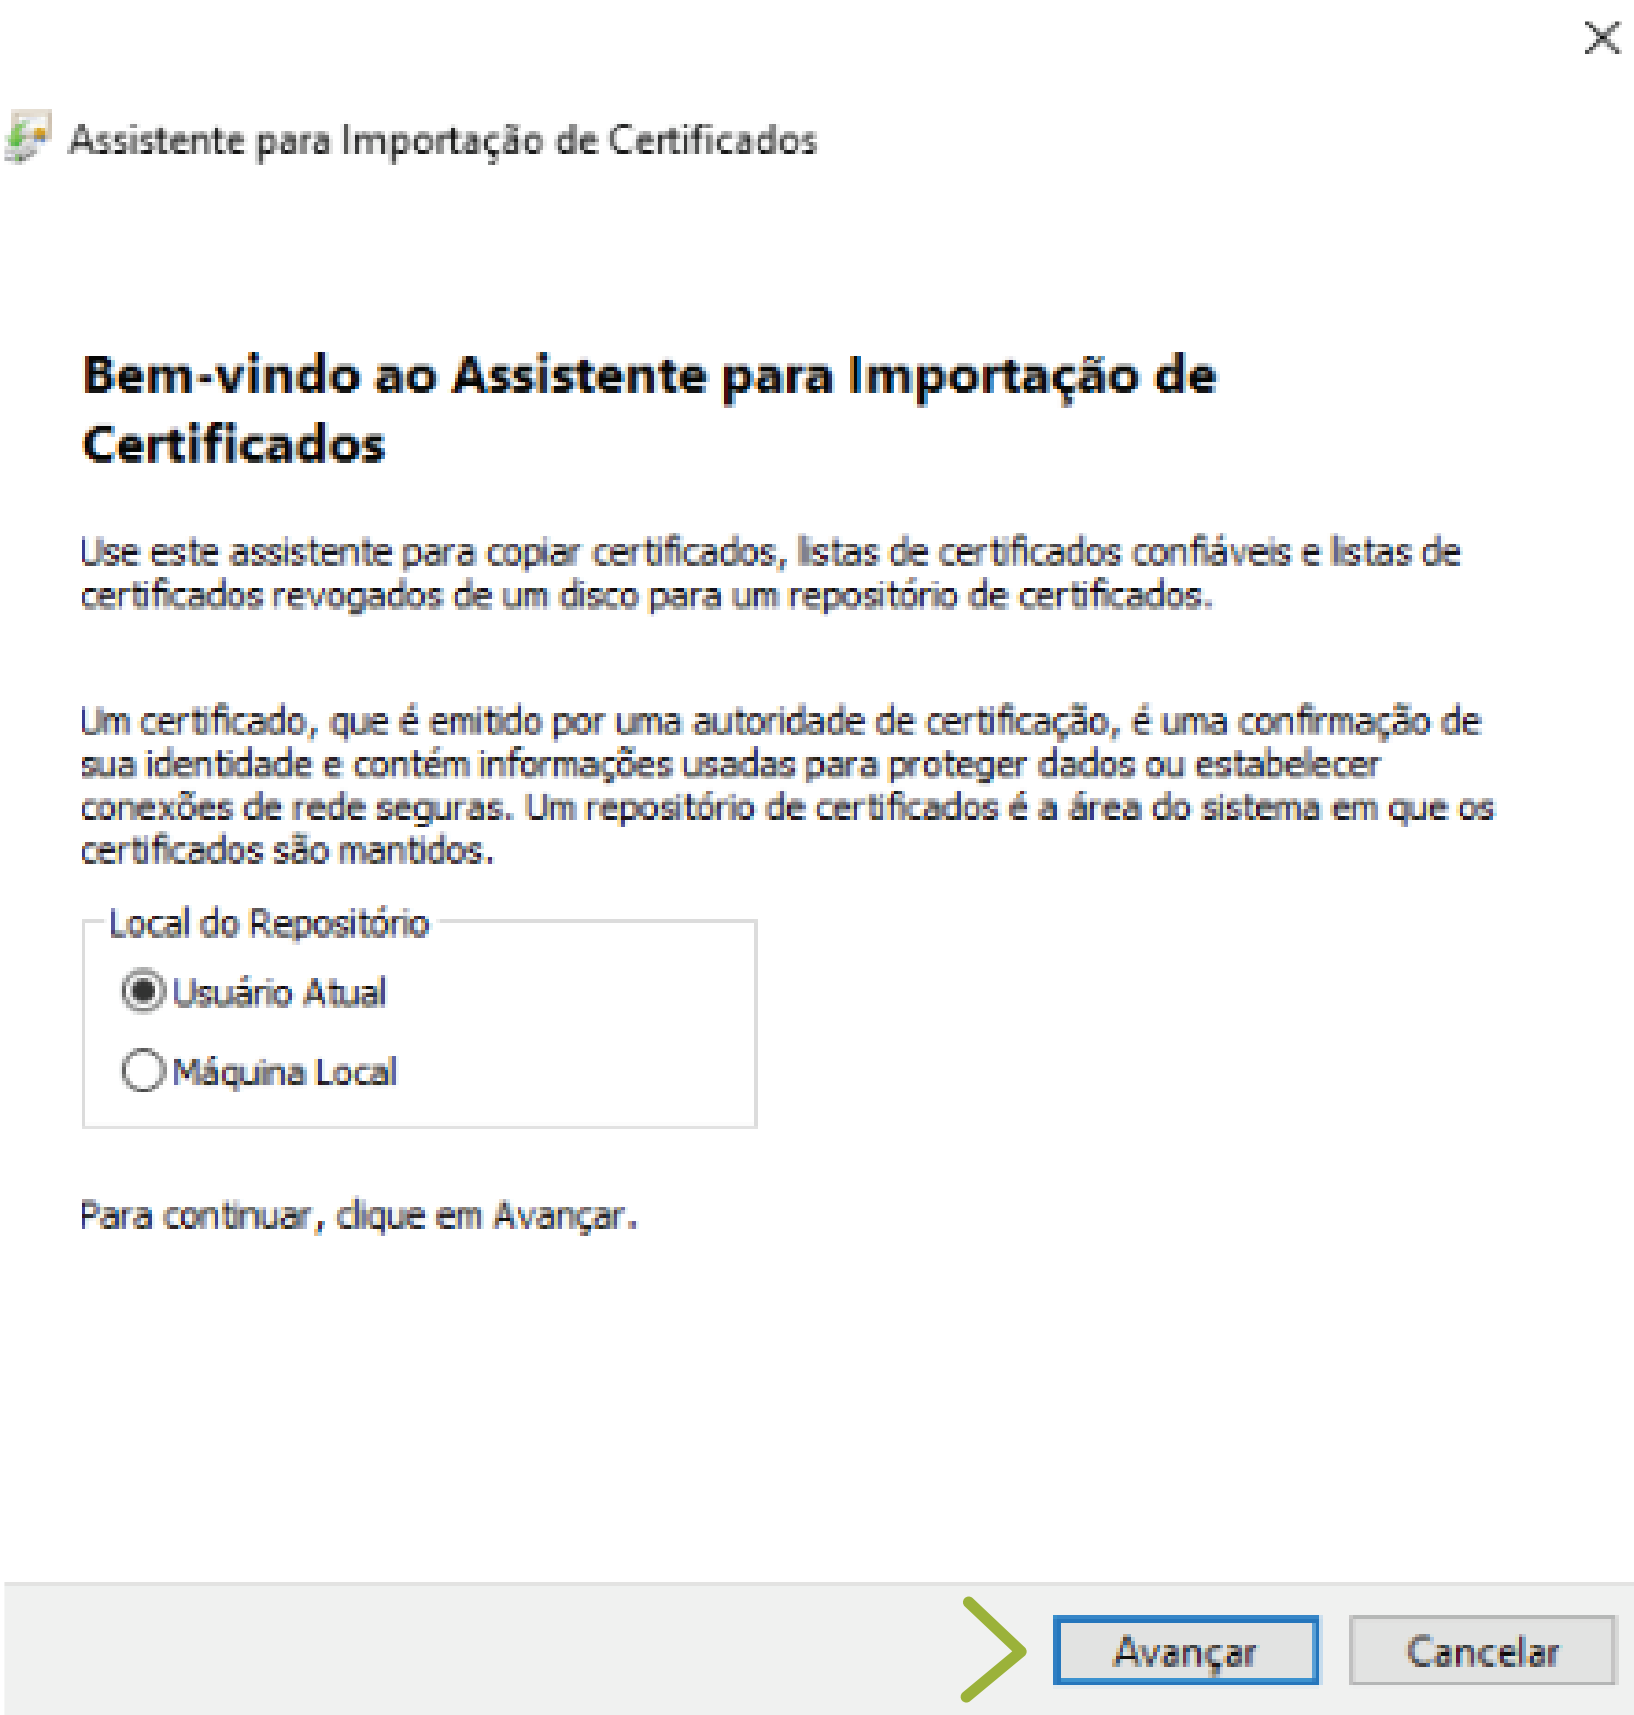 Assistente para Importação de Certificados
Bem-vindo ao Assistente para Importação de
Certificados
Use este assistente para copiar certificados, listas de certificados confiáveis e listas de
certificados revogados de um disco para um repositório de certificados.
Um certificado, que é emitido por uma autoridade de certificação, é uma confirmação de
sua identidade e contém informações usadas para proteger dados ou estabelecer
conexões de rede seguras. Um repositório de certificados é a área do sistema em que os
certificados são mantidos.
Local do Repositório
Usuário Atual
Máquina Local
Para continuar, clique em Avançar.
Avançar
Cancelar